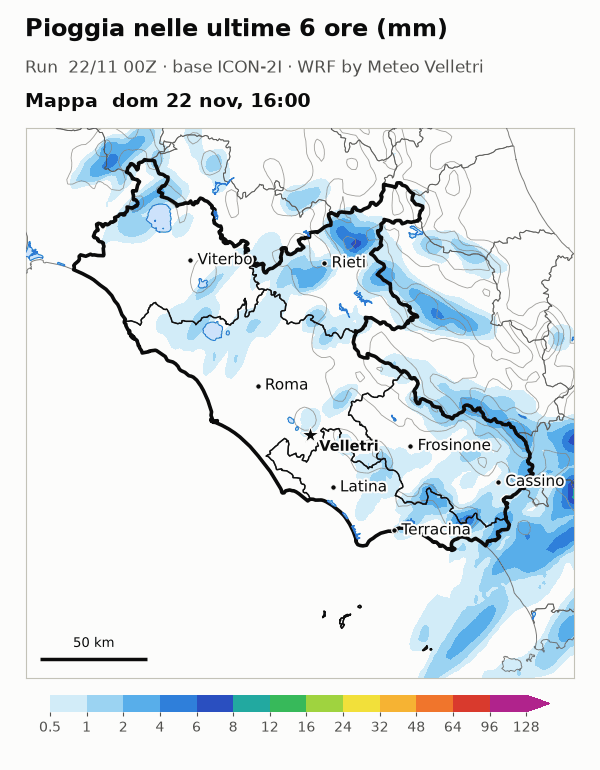 Pioggia nelle ultime 6 ore (mm)
Run 22/11 00Z · base ICON-2I · WRF by Meteo Velletri
Mappa dom 22 nov, 16:00
Viterbo
Rieti
Roma
Velletri
Frosinone
Latina
Cassino
Terracina
50 km
0.5 1 2 4 6 8 12 16 24 32 48 64 96 128